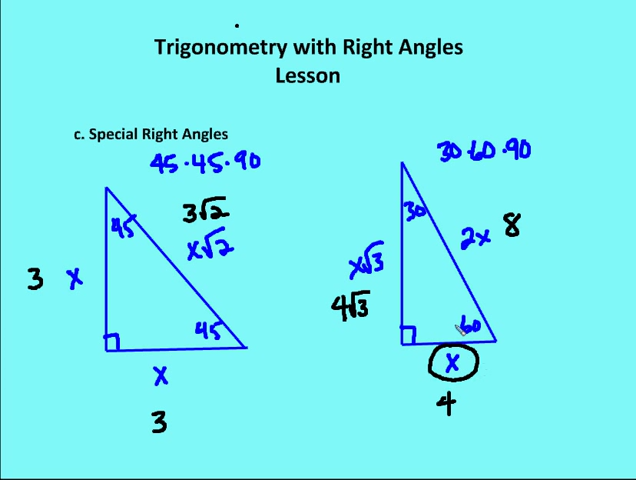 Trigonometry with Right Angles
Lesson
c. Special Right Angles
45·45·90
30·60·90
3√2
45
x√2
3 x
45
x
3
30
2x 8
x√3
4√3
60
x
4